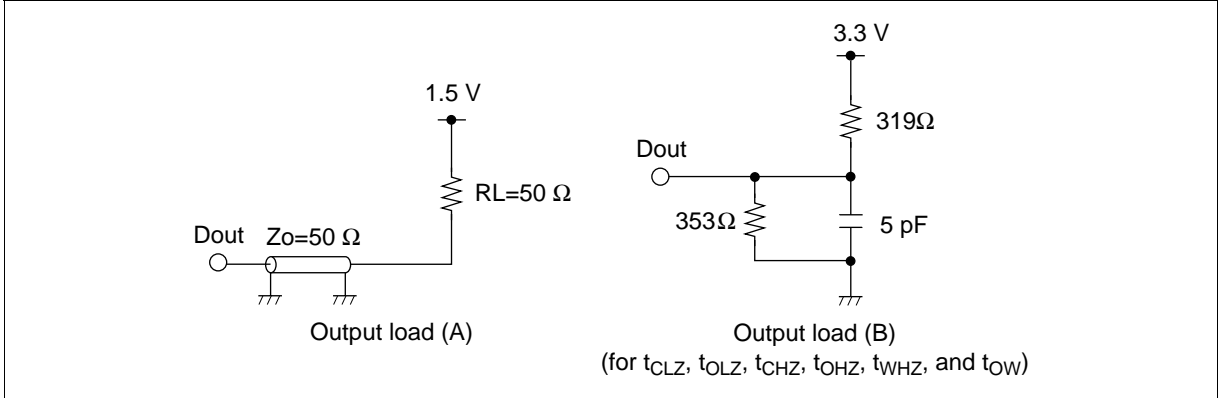 1.5 V
RL=50 Ω
Dout
Zo=50 Ω
Output load (A)
3.3 V
319Ω
Dout
353Ω
5 pF
Output load (B)
(for tCLZ, tOLZ, tCHZ, tOHZ, tWHZ, and tOW)